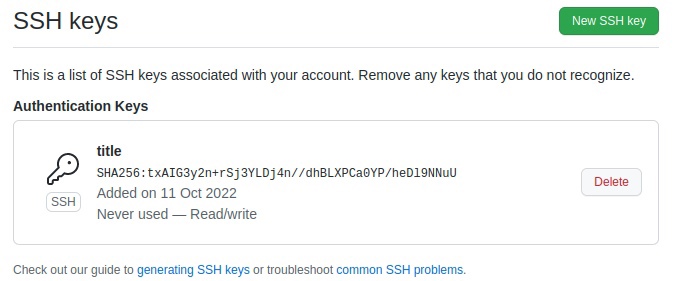 SSH keys
New SSH key
This is a list of SSH keys associated with your account. Remove any keys that you do not recognize.
Authentication Keys
title
SHA256:txAIG3y2n+rSj3YLDj4n//dhBLXPCa0YP/heDl9NNuU
SSH
Added on 11 Oct 2022
Never used — Read/write
Delete
Check out our guide to generating SSH keys or troubleshoot common SSH problems.